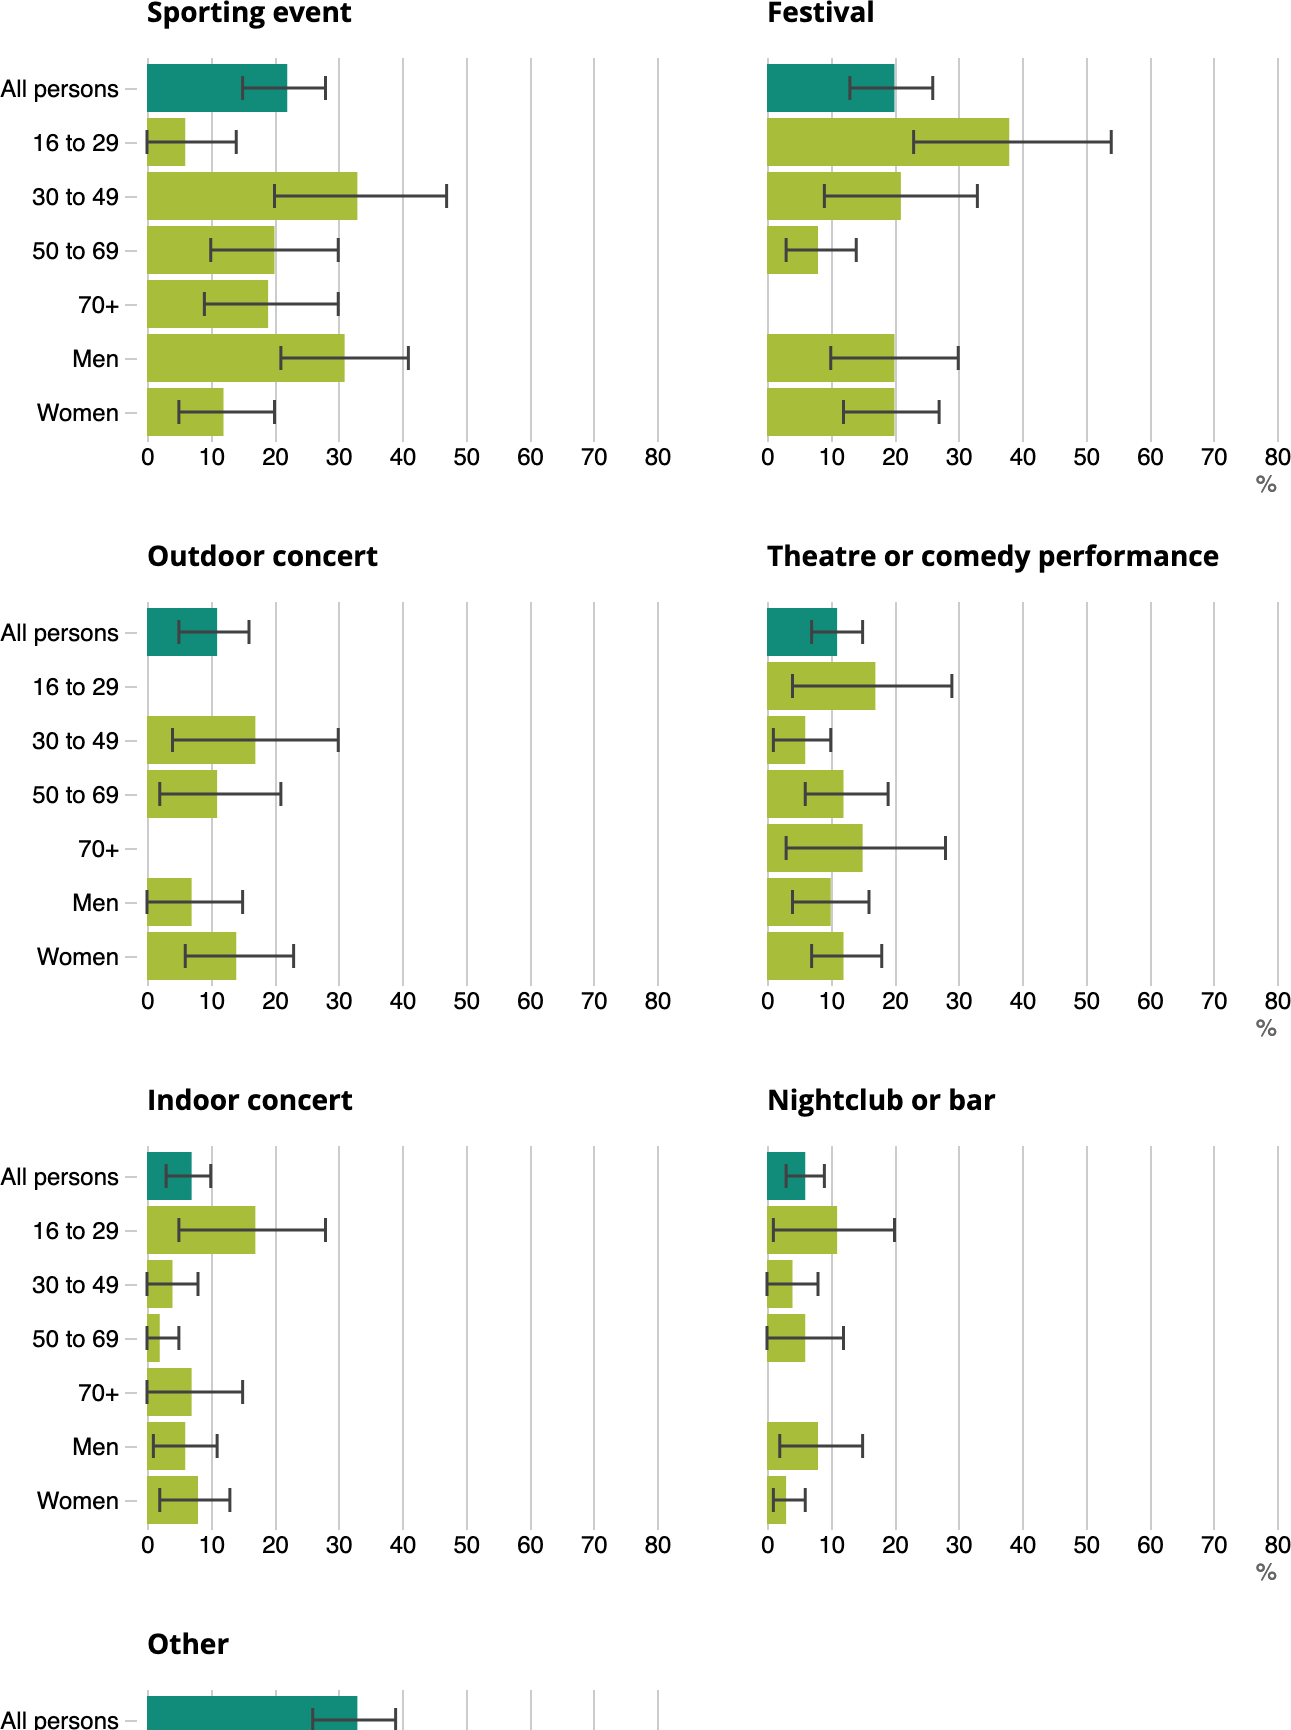 Sporting event
All persons
16 to 29
30 to 49
50 to 69
70+
Men
Women
0 10 20 30 40 50 60 70 80
Festival
0 10 20 30 40 50 60 70 80
%
Outdoor concert
All persons
16 to 29
30 to 49
50 to 69
70+
Men
Women
0 10 20 30 40 50 60 70 80
Theatre or comedy performance
0 10 20 30 40 50 60 70 80
%
Indoor concert
All persons
16 to 29
30 to 49
50 to 69
70+
Men
Women
0 10 20 30 40 50 60 70 80
Nightclub or bar
0 10 20 30 40 50 60 70 80
%
Other
All persons